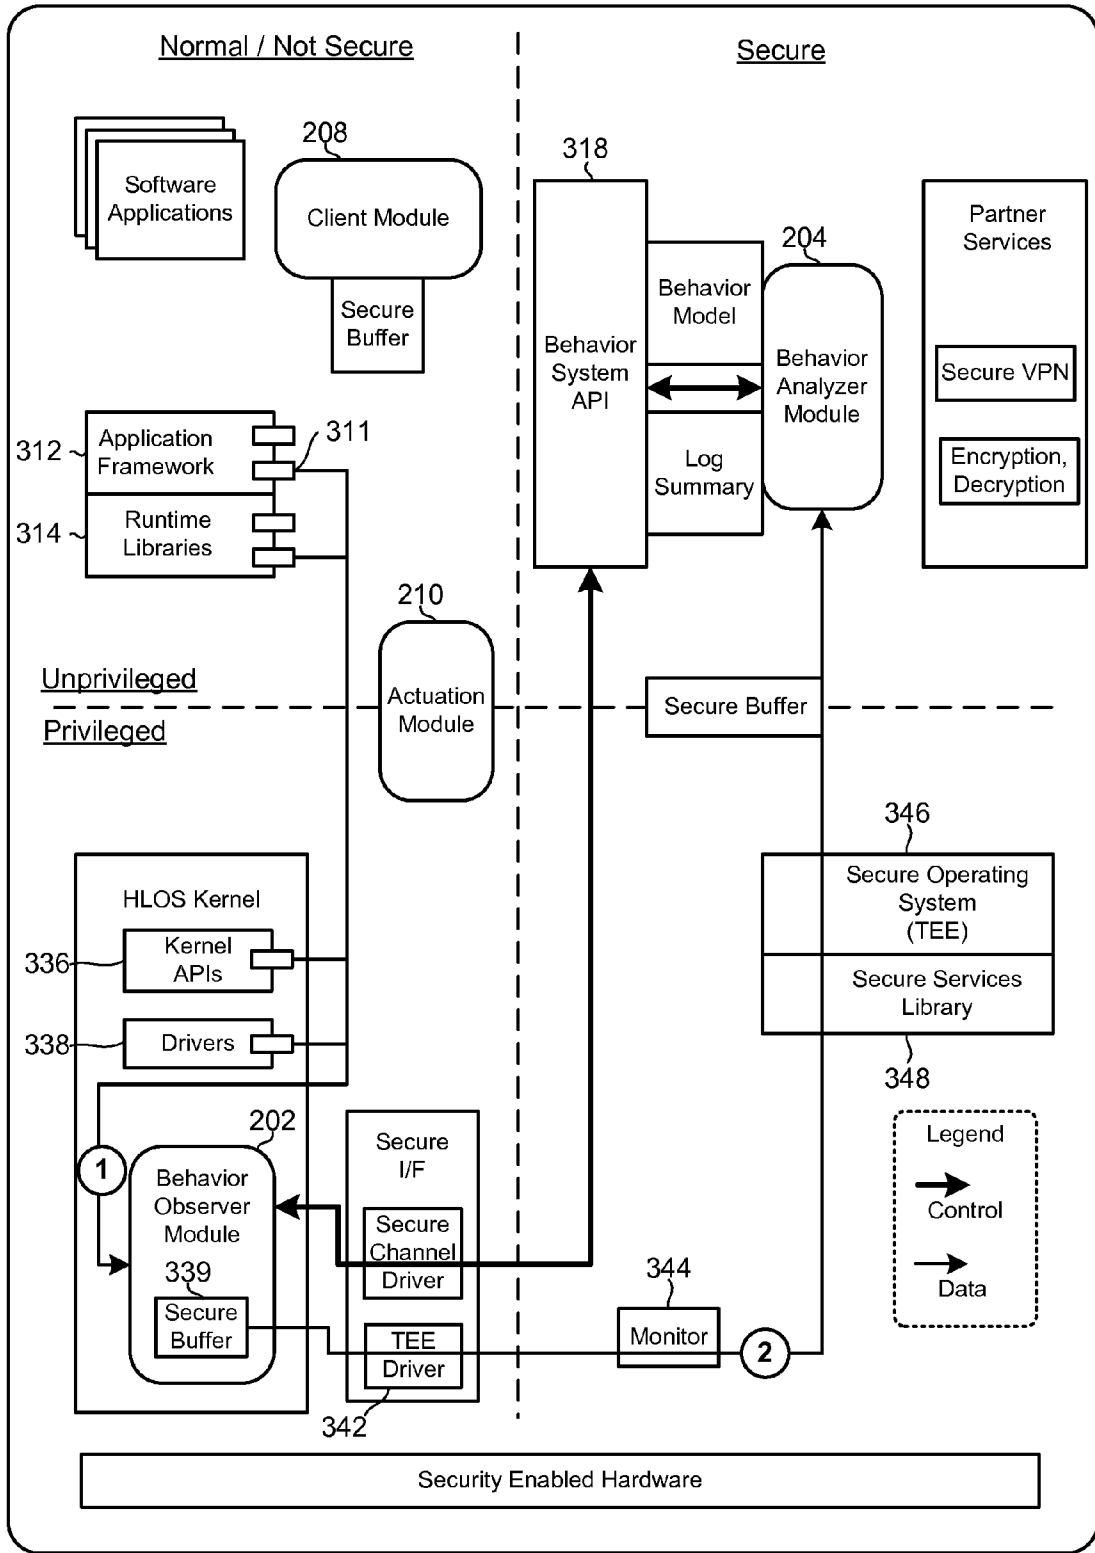 Normal / Not Secure
Secure
208
318
204
Software
Applications
Client Module
Secure
Buffer
Partner
Services
Secure VPN
Encryption,
Decryption
Behavior
System
API
Behavior
Model
Log
Summary
Behavior
Analyzer
Module
312
Application
Framework
311
314
Runtime
Libraries
210
Actuation
Module
Unprivileged
Privileged
Secure Buffer
346
Secure Operating
System
(TEE)
Secure Services
Library
348
HLOS Kernel
336
Kernel
APIs
338
Drivers
1
202
Behavior
Observer
Module
339
Secure
Buffer
Secure
I/F
Secure
Channel
Driver
TEE
Driver
342
344
Monitor
2
Legend
Control
Data
Security Enabled Hardware